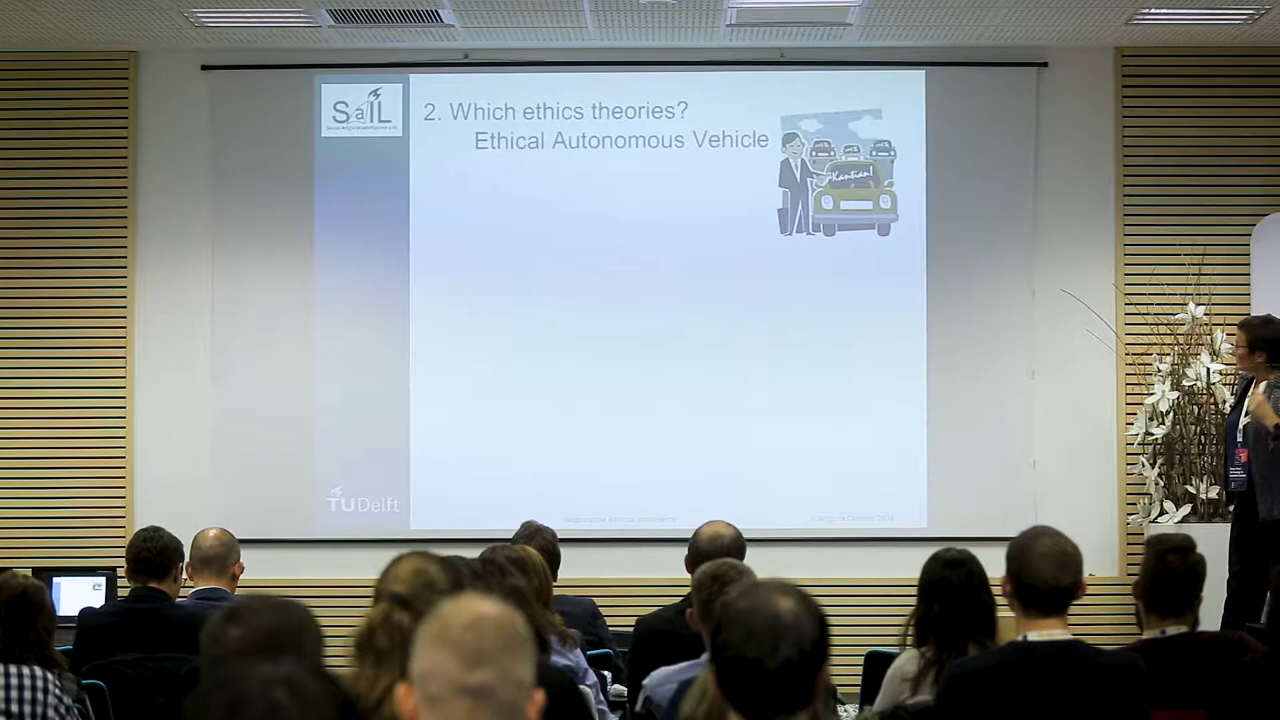 SaIL
2. Which ethics theories?
Ethical Autonomous Vehicle
Kantian!
TUDelft